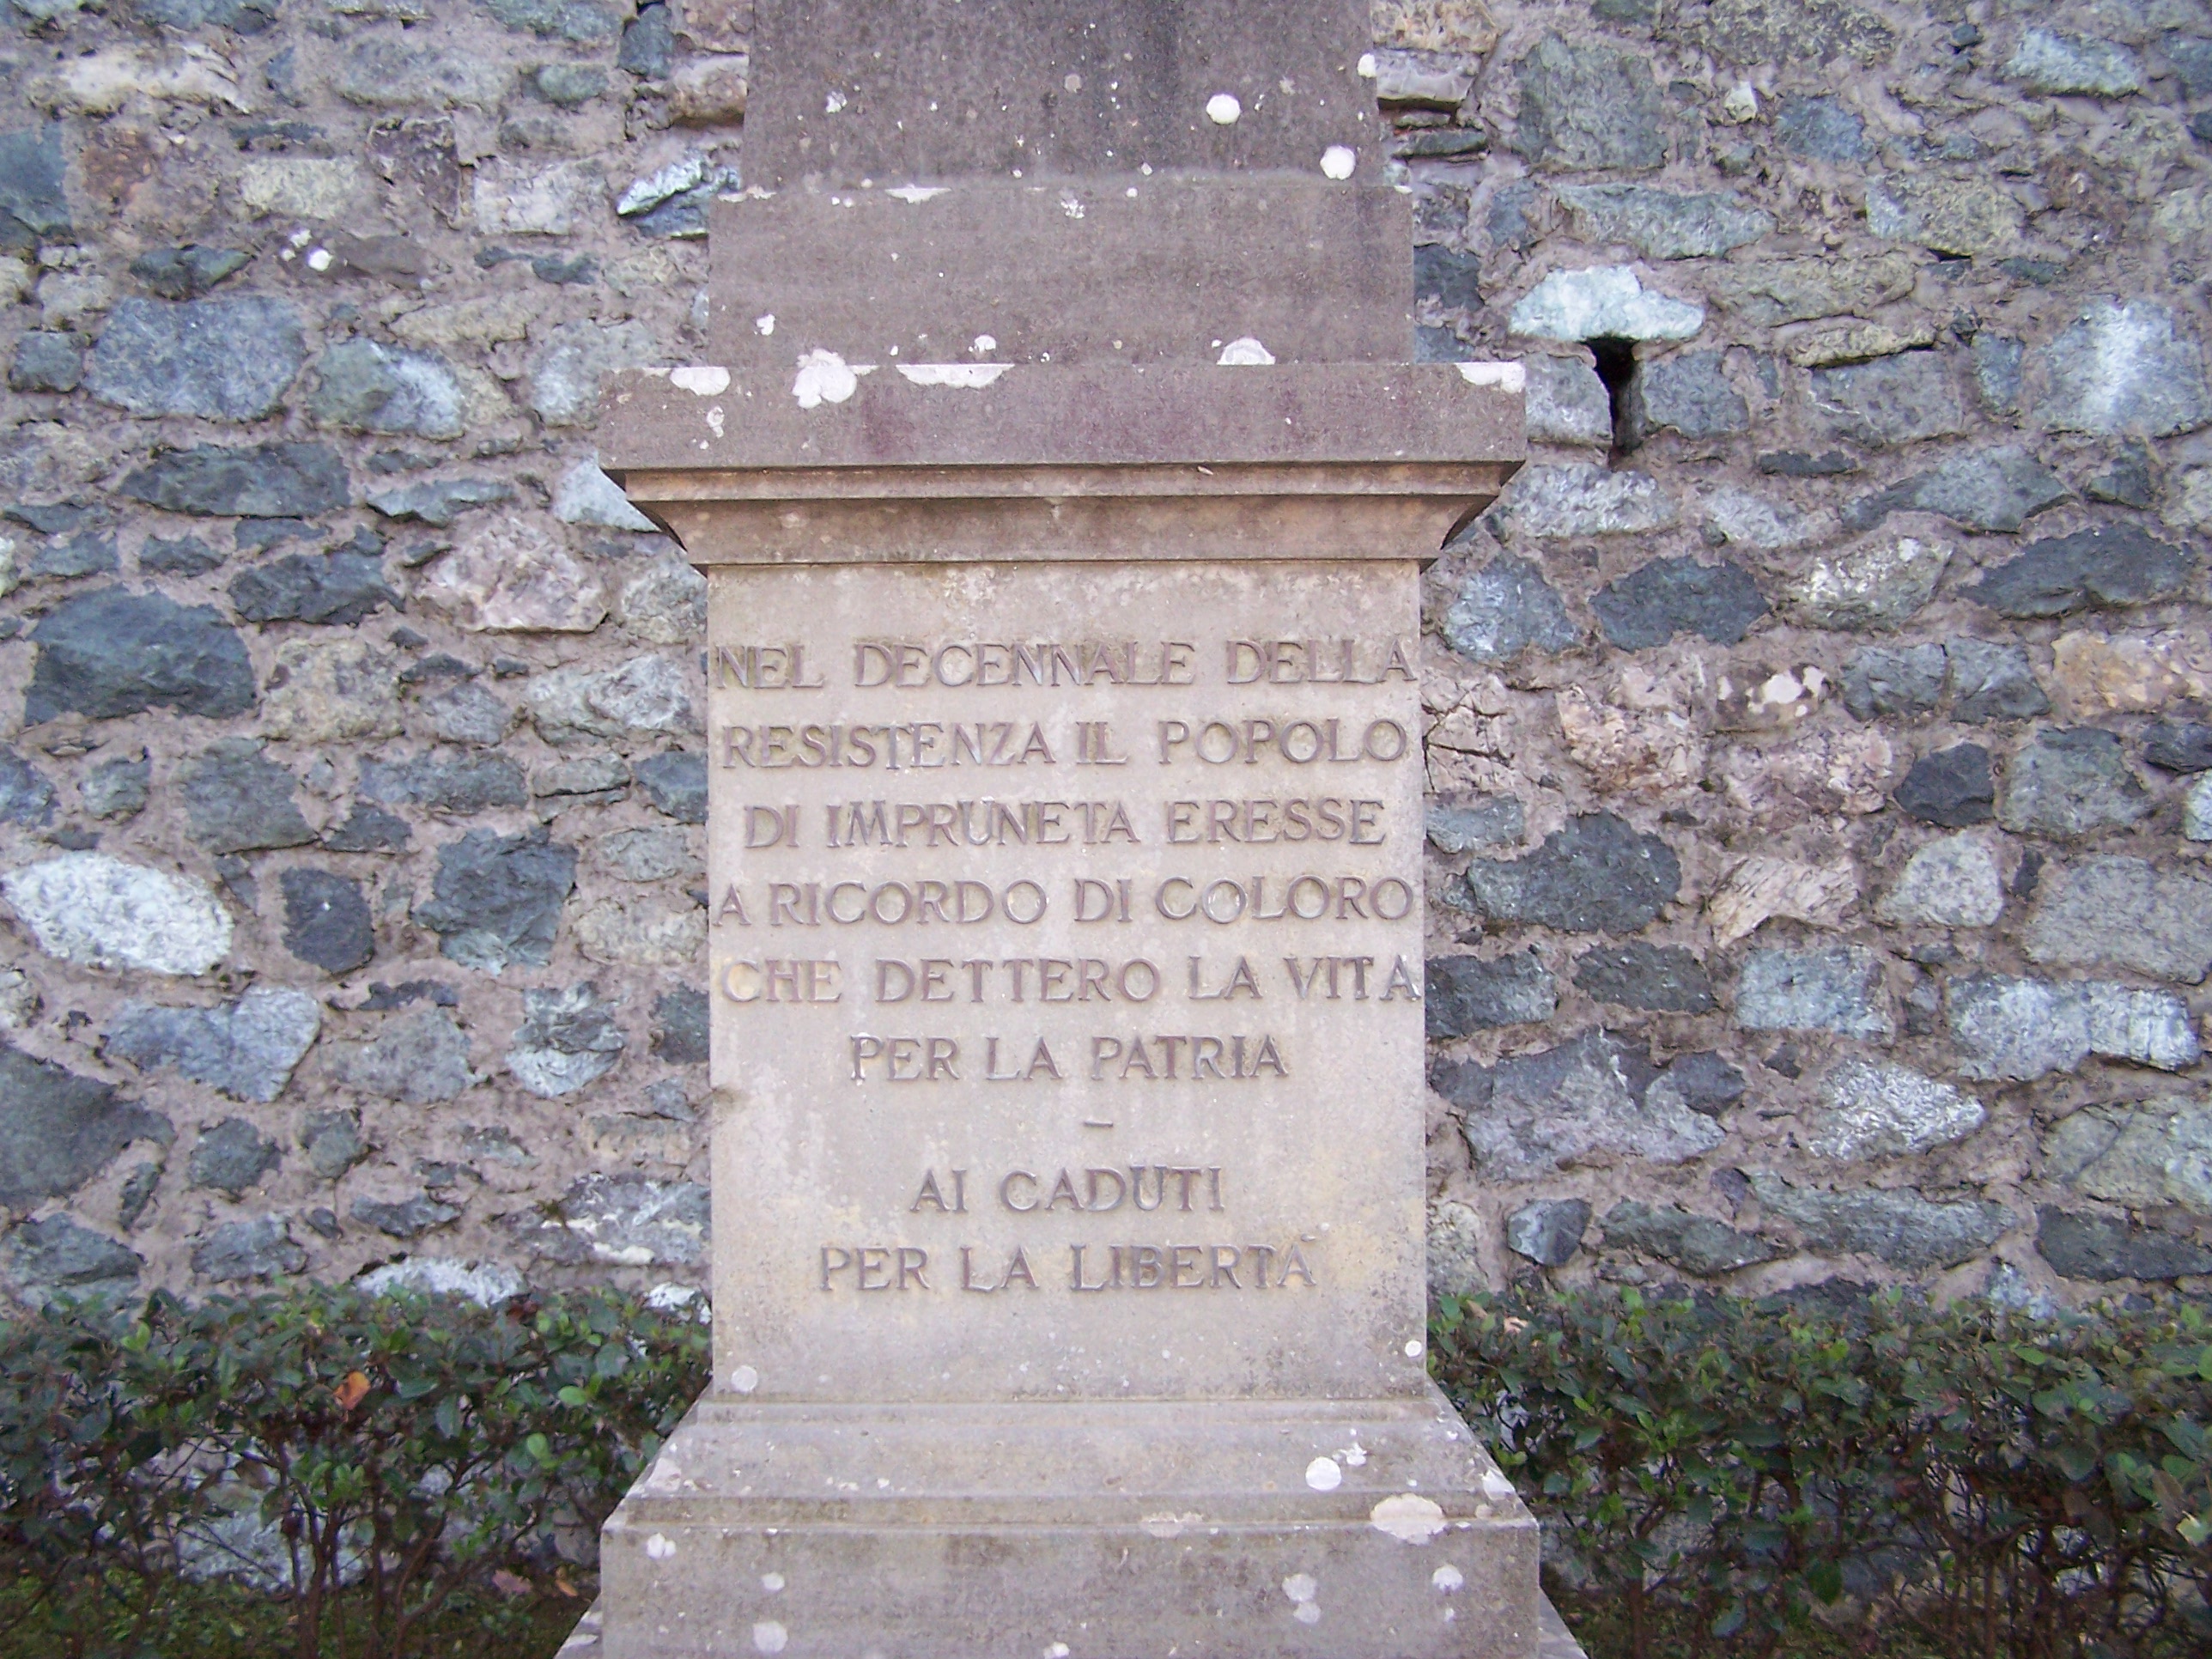 NEL DECENNALE DELLA
RESISTENZA IL POPOLO
DI IMPRUNETA ERESSE
A RICORDO DI COLORO
CHE DETTERO LA VITA
PER LA PATRIA
–
AI CADUTI
PER LA LIBERTÀ